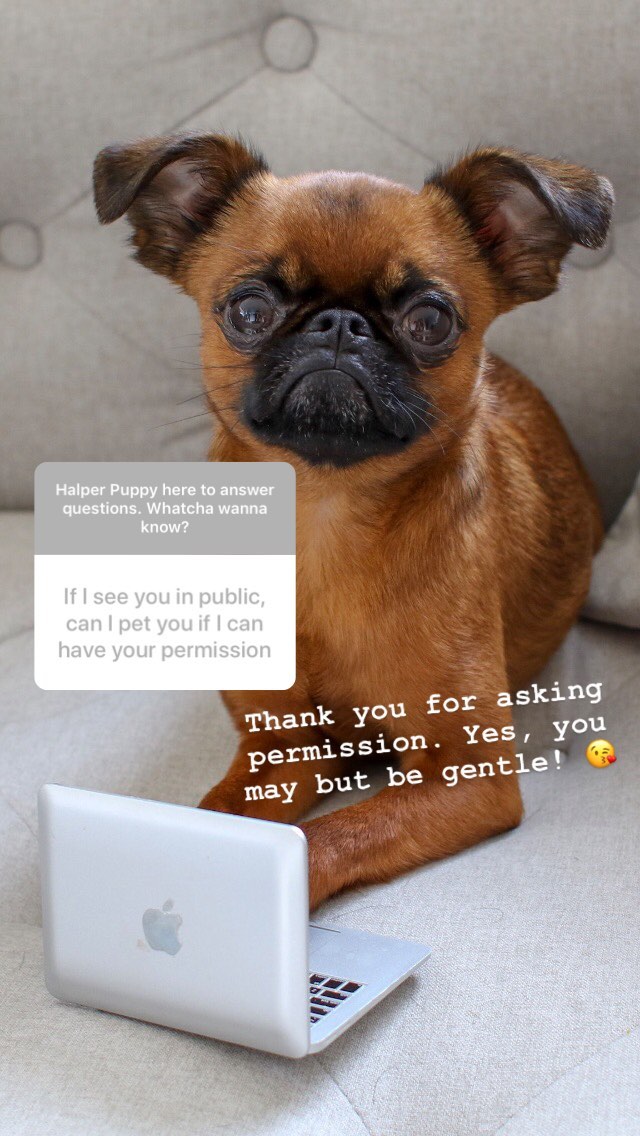 Halper Puppy here to answer
questions. Whatcha wanna
know?
If I see you in public,
can I pet you if I can
have your permission
Thank you for asking
permission. Yes, you
may but be gentle! 😘